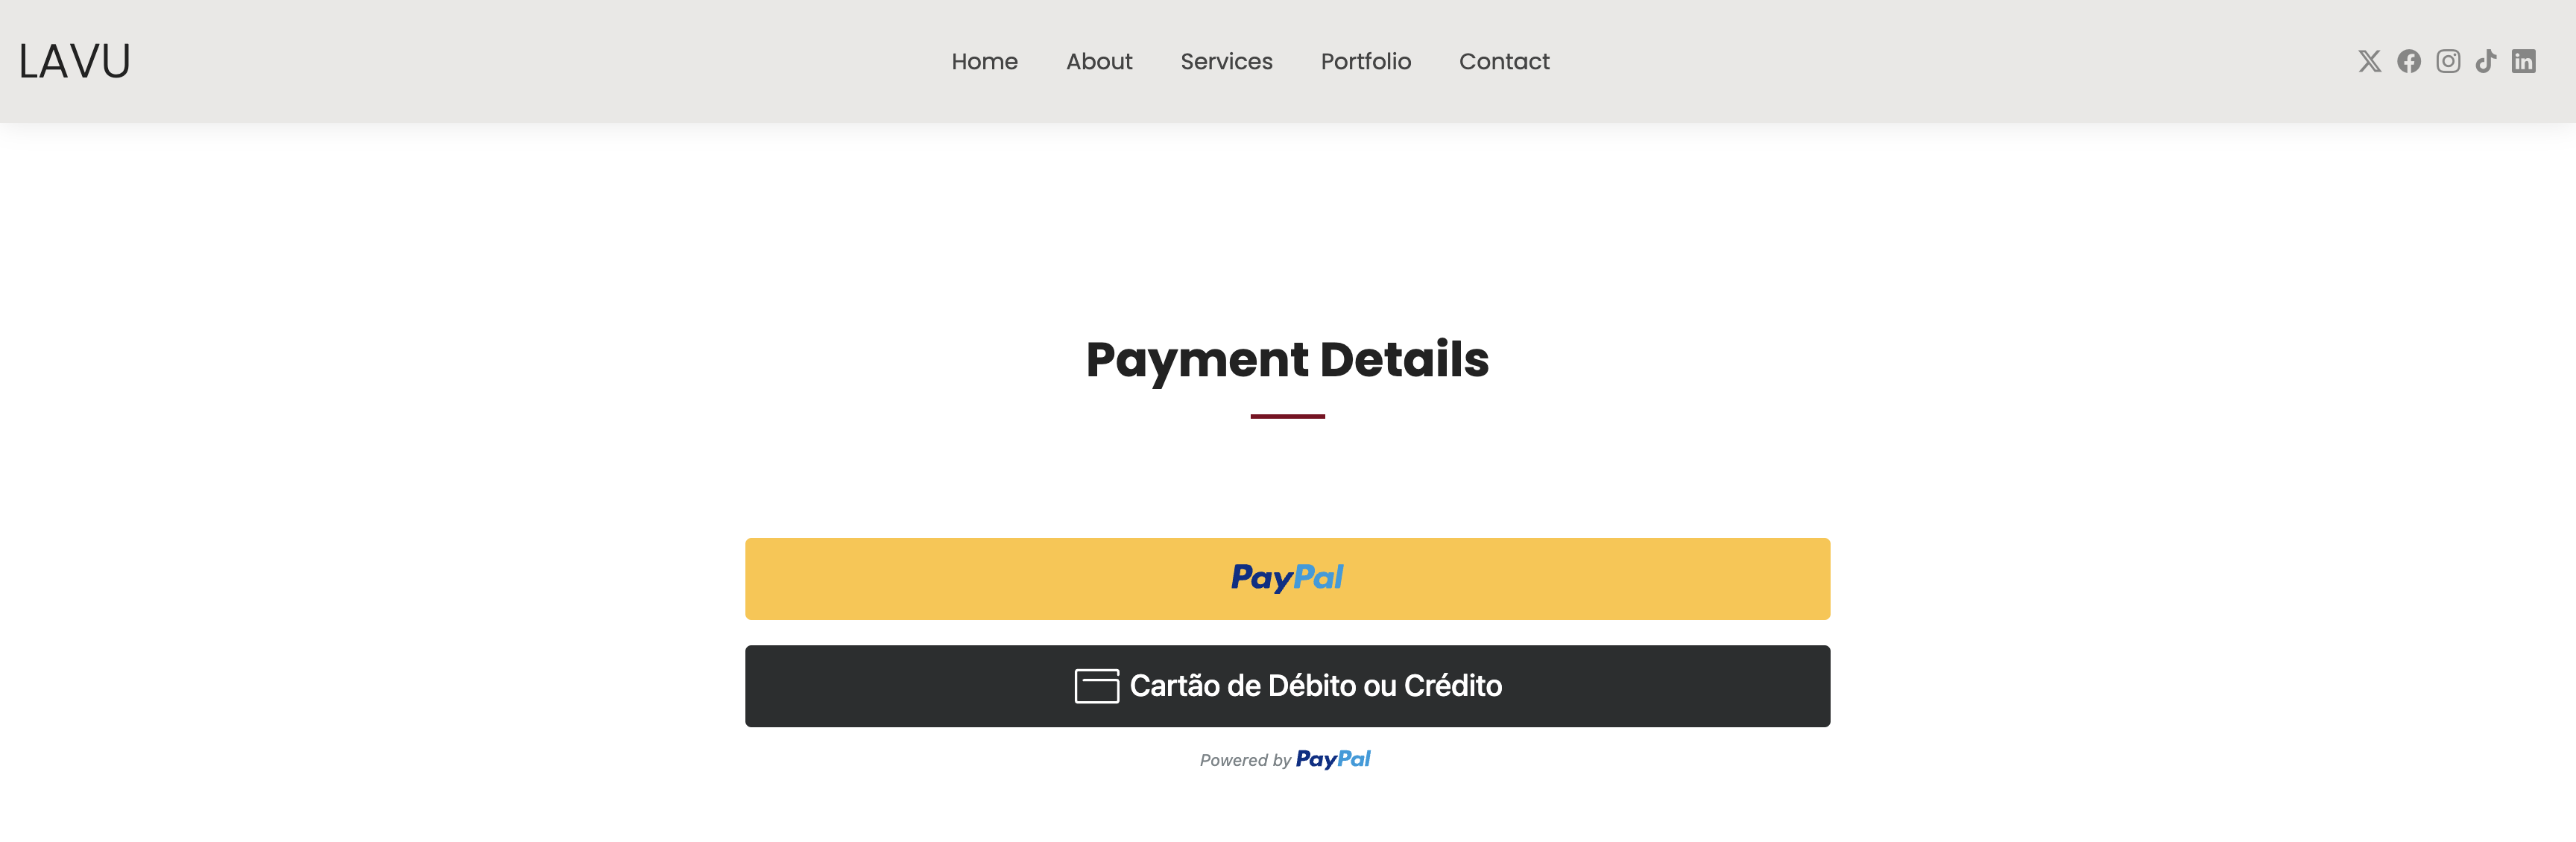 LAVU
Home About Services Portfolio Contact
Payment Details
PayPal
Cartão de Débito ou Crédito
Powered by PayPal